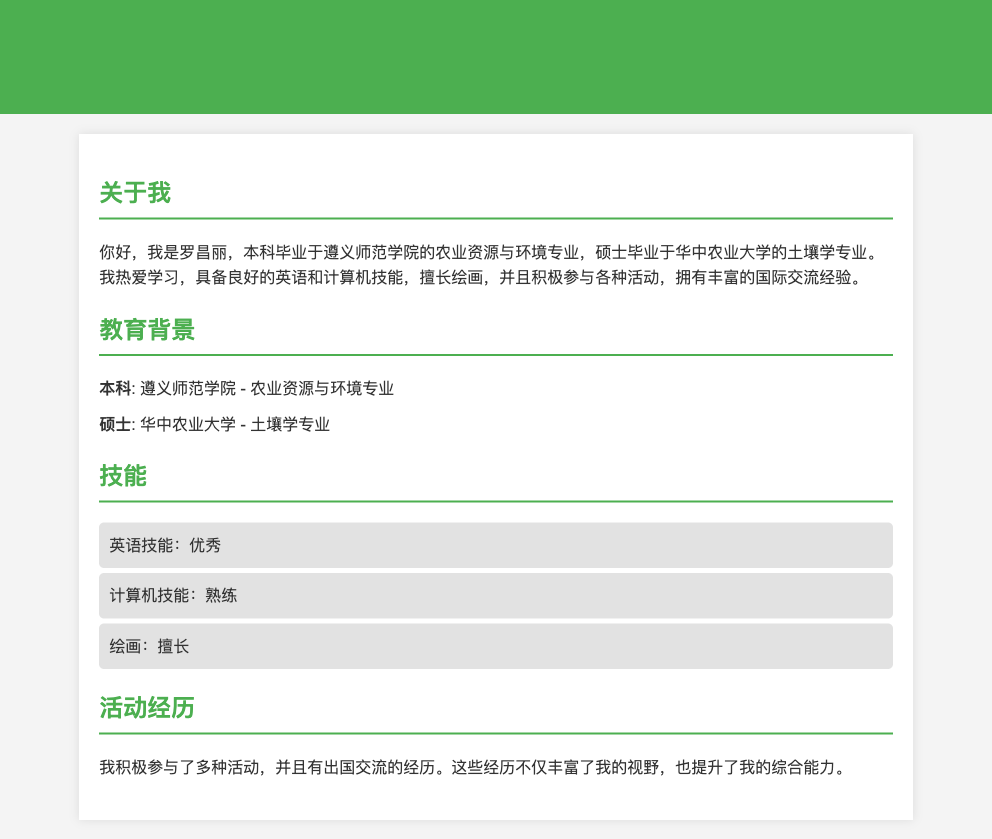 关于我
你好，我是罗昌丽，本科毕业于遵义师范学院的农业资源与环境专业，硕士毕业于华中农业大学的土壤学专业。
我热爱学习，具备良好的英语和计算机技能，擅长绘画，并且积极参与各种活动，拥有丰富的国际交流经验。
教育背景
本科: 遵义师范学院 - 农业资源与环境专业
硕士: 华中农业大学 - 土壤学专业
技能
英语技能：优秀
计算机技能：熟练
绘画：擅长
活动经历
我积极参与了多种活动，并且有出国交流的经历。这些经历不仅丰富了我的视野，也提升了我的综合能力。